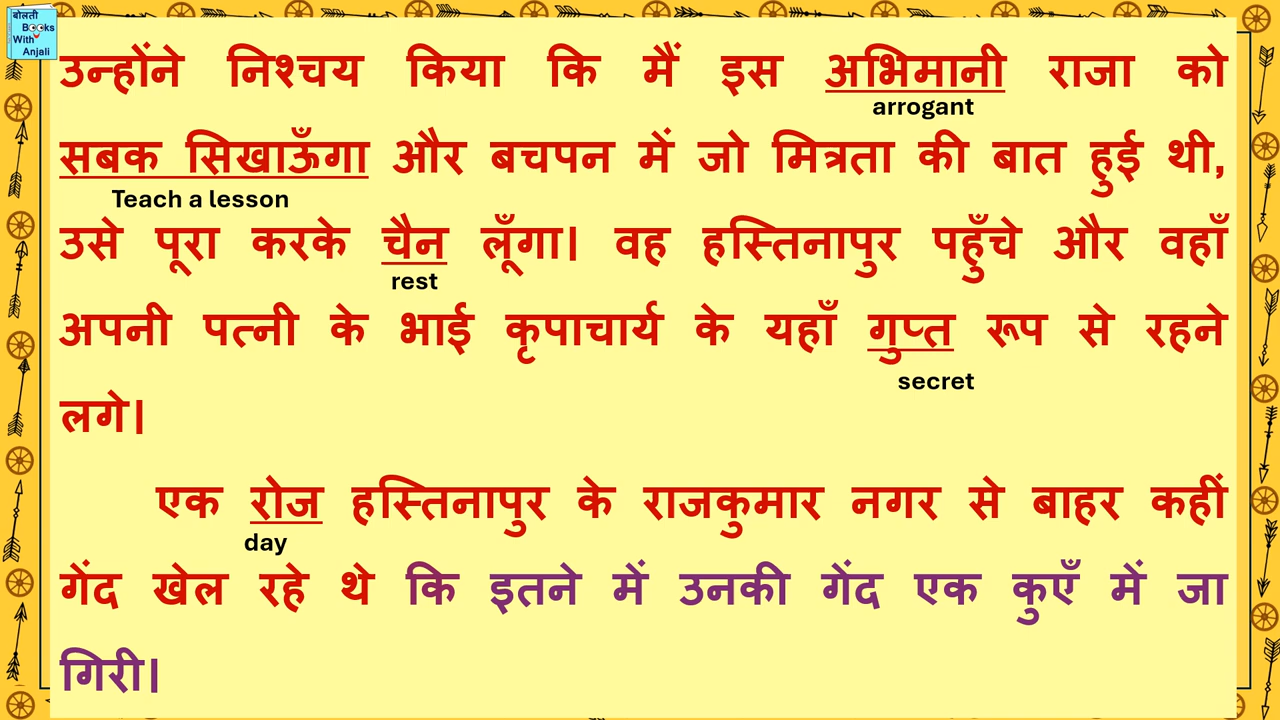 बोलती
Books
With
Anjali
उन्होंने निश्चय किया कि मैं इस अभिमानी राजा को
arrogant
सबक सिखाऊँगा और बचपन में जो मित्रता की बात हुई थी,
Teach a lesson
उसे पूरा करके चैन लूँगा। वह हस्तिनापुर पहुँचे और वहाँ
rest
अपनी पत्नी के भाई कृपाचार्य के यहाँ गुप्त रूप से रहने
secret
लगे।
एक रोज हस्तिनापुर के राजकुमार नगर से बाहर कहीं
day
गेंद खेल रहे थे कि इतने में उनकी गेंद एक कुएँ में जा
गिरी।